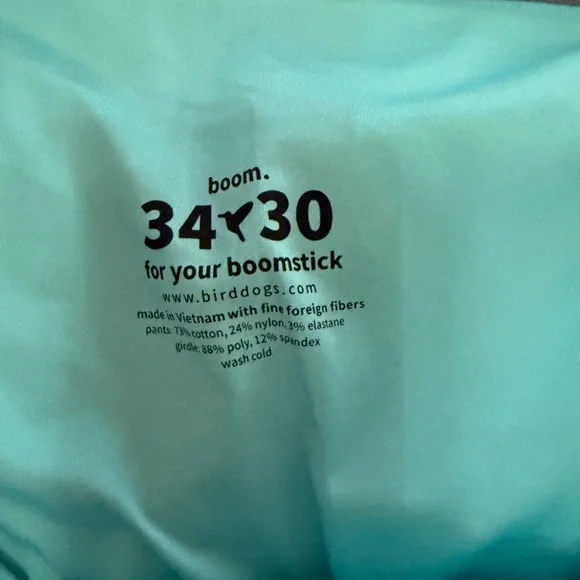 boom.
34 30
for your boomstick
www.birddogs.com
made in Vietnam with fine foreign fibers
pants: 73% cotton, 24% nylon, 3% elastane
girdle: 88% poly, 12% spandex
wash cold